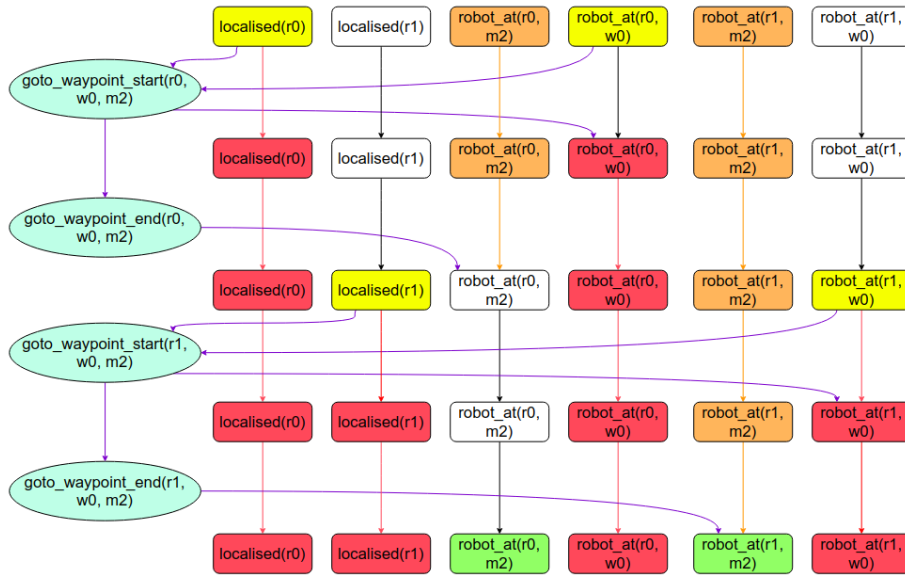 localised(r0)
localised(r1)
robot_at(r0,
m2)
robot_at(r0,
w0)
robot_at(r1,
m2)
robot_at(r1,
w0)
goto_waypoint_start(r0,
w0, m2)
localised(r0)
localised(r1)
robot_at(r0,
m2)
robot_at(r0,
w0)
robot_at(r1,
m2)
robot_at(r1,
w0)
goto_waypoint_end(r0,
w0, m2)
localised(r0)
localised(r1)
robot_at(r0,
m2)
robot_at(r0,
w0)
robot_at(r1,
m2)
robot_at(r1,
w0)
goto_waypoint_start(r1,
w0, m2)
localised(r0)
localised(r1)
robot_at(r0,
m2)
robot_at(r0,
w0)
robot_at(r1,
m2)
robot_at(r1,
w0)
goto_waypoint_end(r1,
w0, m2)
localised(r0)
localised(r1)
robot_at(r0,
m2)
robot_at(r0,
w0)
robot_at(r1,
m2)
robot_at(r1,
w0)